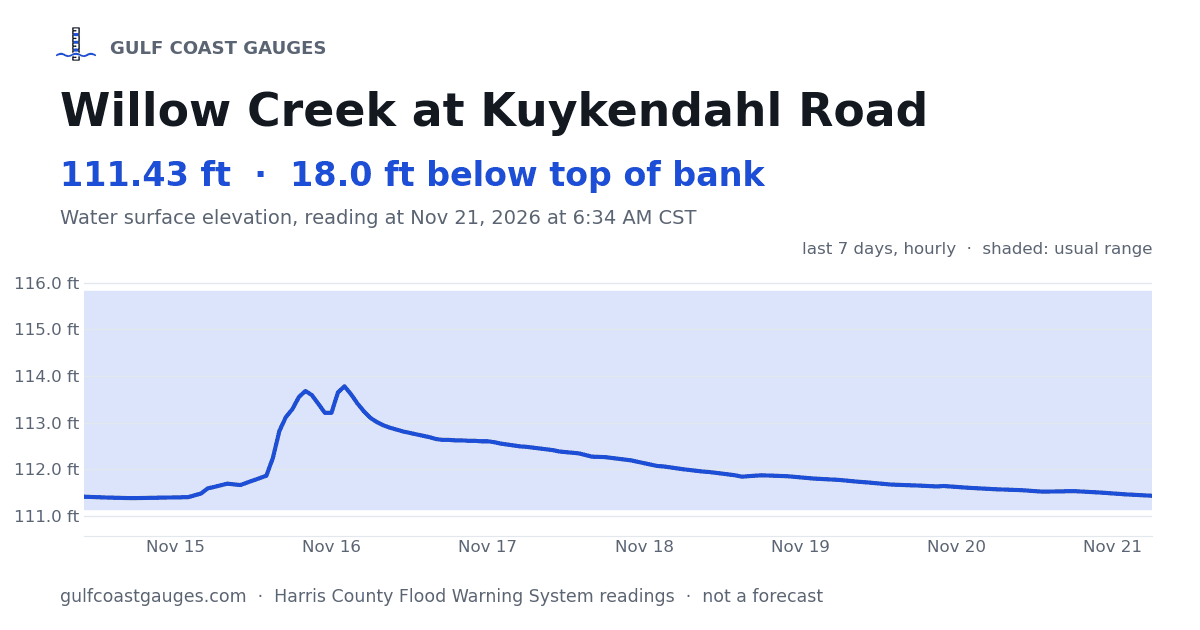 GULF COAST GAUGES
Willow Creek at Kuykendahl Road
111.43 ft · 18.0 ft below top of bank
Water surface elevation, reading at Nov 21, 2026 at 6:34 AM CST
last 7 days, hourly · shaded: usual range
116.0 ft
115.0 ft
114.0 ft
113.0 ft
112.0 ft
111.0 ft
Nov 15 Nov 16 Nov 17 Nov 18 Nov 19 Nov 20 Nov 21
gulfcoastgauges.com · Harris County Flood Warning System readings · not a forecast